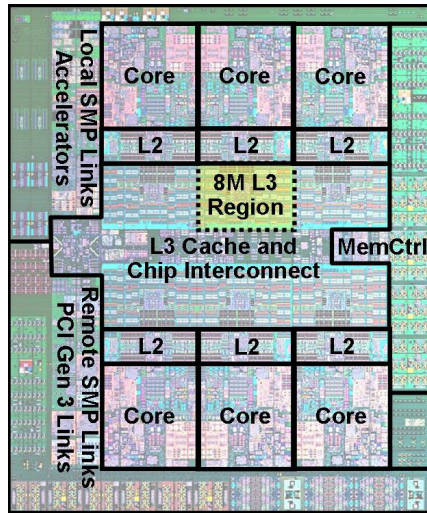 Local SMP Links
Accelerators
Core
Core
Core
L2
L2
L2
8M L3
Region
L3 Cache and
Chip Interconnect
MemCtrl
Remote SMP Links
PCI Gen 3 Links
L2
L2
L2
Core
Core
Core